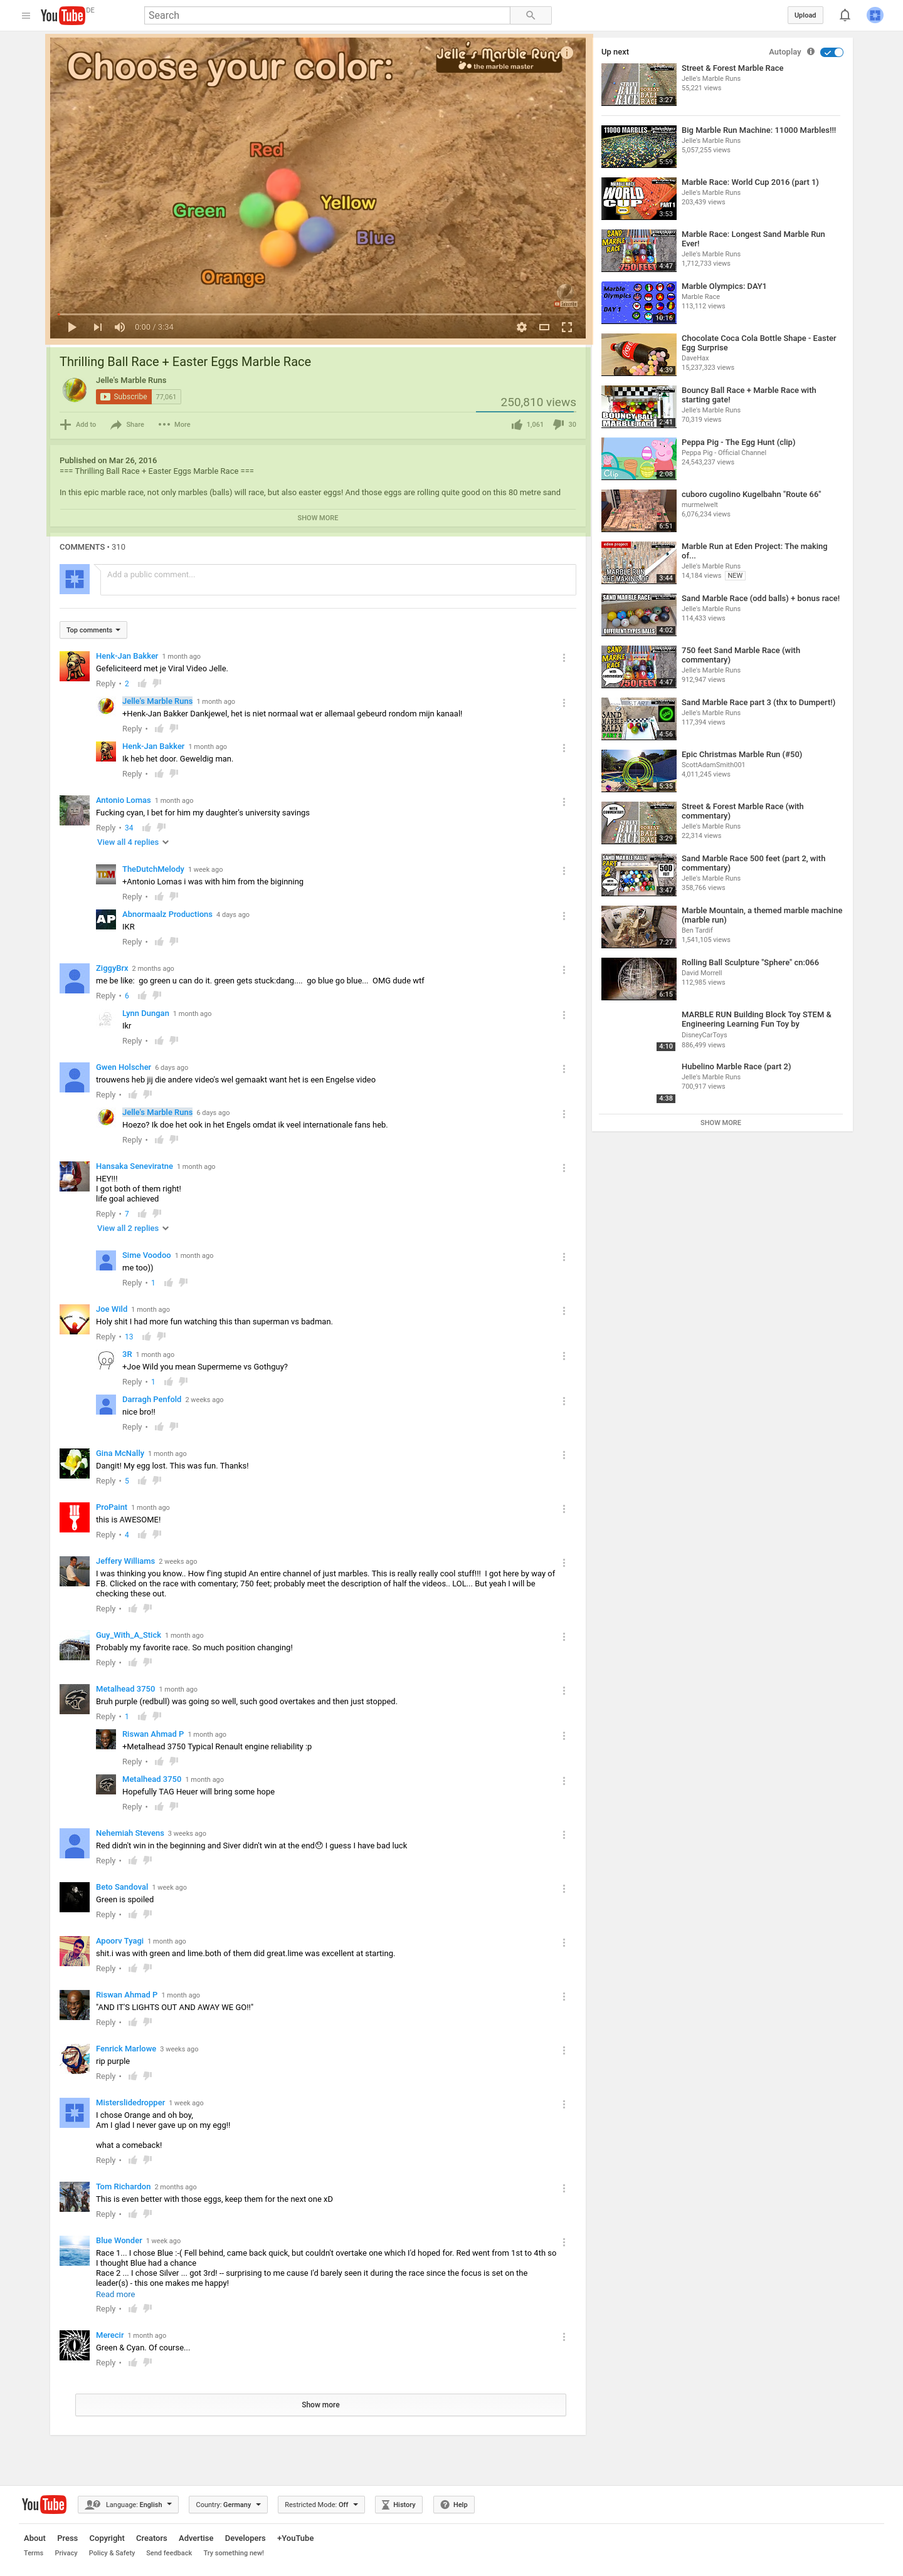 YouTube DE
Search
Upload
Choose your color:
Jelle's Marble Runs
the marble master
Red
Green
Yellow
Blue
Orange
0:00 / 3:34
Thrilling Ball Race + Easter Eggs Marble Race
Jelle's Marble Runs
Subscribe 77,061
250,810 views
Add to Share More 1,061 30
Published on Mar 26, 2016
=== Thrilling Ball Race + Easter Eggs Marble Race ===
In this epic marble race, not only marbles (balls) will race, but also easter eggs! And those eggs are rolling quite good on this 80 metre sand
SHOW MORE
COMMENTS • 310
Add a public comment...
Top comments
Henk-Jan Bakker 1 month ago
Gefeliciteerd met je Viral Video Jelle.
Reply • 2
Jelle's Marble Runs 1 month ago
+Henk-Jan Bakker Dankjewel, het is niet normaal wat er allemaal gebeurd rondom mijn kanaal!
Reply •
Henk-Jan Bakker 1 month ago
Ik heb het door. Geweldig man.
Reply •
Antonio Lomas 1 month ago
Fucking cyan, I bet for him my daughter's university savings
Reply • 34
View all 4 replies
TheDutchMelody 1 week ago
+Antonio Lomas i was with him from the biginning
Reply •
Abnormaalz Productions 4 days ago
IKR
Reply •
ZiggyBrx 2 months ago
me be like: go green u can do it. green gets stuck:dang.... go blue go blue... OMG dude wtf
Reply • 6
Lynn Dungan 1 month ago
Ikr
Reply •
Gwen Holscher 6 days ago
trouwens heb jij die andere video's wel gemaakt want het is een Engelse video
Reply •
Jelle's Marble Runs 6 days ago
Hoezo? Ik doe het ook in het Engels omdat ik veel internationale fans heb.
Reply •
Hansaka Seneviratne 1 month ago
HEY!!!
I got both of them right!
life goal achieved
Reply • 7
View all 2 replies
Sime Voodoo 1 month ago
me too))
Reply • 1
Joe Wild 1 month ago
Holy shit I had more fun watching this than superman vs badman.
Reply • 13
3R 1 month ago
+Joe Wild you mean Supermeme vs Gothguy?
Reply • 1
Darragh Penfold 2 weeks ago
nice bro!!
Reply •
Gina McNally 1 month ago
Dangit! My egg lost. This was fun. Thanks!
Reply • 5
ProPaint 1 month ago
this is AWESOME!
Reply • 4
Jeffery Williams 2 weeks ago
I was thinking you know.. How f'ing stupid An entire channel of just marbles. This is really really cool stuff!!! I got here by way of
FB. Clicked on the race with comentary; 750 feet; probably meet the description of half the videos.. LOL... But yeah I will be
checking these out.
Reply •
Guy_With_A_Stick 1 month ago
Probably my favorite race. So much position changing!
Reply •
Metalhead 3750 1 month ago
Bruh purple (redbull) was going so well, such good overtakes and then just stopped.
Reply • 1
Riswan Ahmad P 1 month ago
+Metalhead 3750 Typical Renault engine reliability :p
Reply •
Metalhead 3750 1 month ago
Hopefully TAG Heuer will bring some hope
Reply •
Nehemiah Stevens 3 weeks ago
Red didn't win in the beginning and Siver didn't win at the end😞 I guess I have bad luck
Reply •
Beto Sandoval 1 week ago
Green is spoiled
Reply •
Apoorv Tyagi 1 month ago
shit.i was with green and lime.both of them did great.lime was excellent at starting.
Reply •
Riswan Ahmad P 1 month ago
"AND IT'S LIGHTS OUT AND AWAY WE GO!!"
Reply •
Fenrick Marlowe 3 weeks ago
rip purple
Reply •
Misterslidedropper 1 week ago
I chose Orange and oh boy,
Am I glad I never gave up on my egg!!
what a comeback!
Reply •
Tom Richardon 2 months ago
This is even better with those eggs, keep them for the next one xD
Reply •
Blue Wonder 1 week ago
Race 1... I chose Blue :-( Fell behind, came back quick, but couldn't overtake one which I'd hoped for. Red went from 1st to 4th so
I thought Blue had a chance
Race 2 ... I chose Silver ... got 3rd! -- surprising to me cause I'd barely seen it during the race since the focus is set on the
leader(s) - this one makes me happy!
Read more
Reply •
Merecir 1 month ago
Green & Cyan. Of course...
Reply •
Show more
Up next Autoplay
Street & Forest Marble Race
Jelle's Marble Runs
55,221 views
3:27
Big Marble Run Machine: 11000 Marbles!!!
Jelle's Marble Runs
5,057,255 views
11000 MARBLES
5:59
Marble Race: World Cup 2016 (part 1)
Jelle's Marble Runs
203,439 views
WORLD CUP
PART 1
3:53
Marble Race: Longest Sand Marble Run
Ever!
Jelle's Marble Runs
1,712,733 views
SAND MARBLE RACE
750 FEET
4:47
Marble Olympics: DAY1
Marble Race
113,112 views
Marble Olympics
DAY 1
10:16
Chocolate Coca Cola Bottle Shape - Easter
Egg Surprise
DaveHax
15,237,323 views
4:39
Bouncy Ball Race + Marble Race with
starting gate!
Jelle's Marble Runs
70,319 views
BOUNCY BALL
MARBLE RACE
2:41
Peppa Pig - The Egg Hunt (clip)
Peppa Pig - Official Channel
24,543,237 views
Clip
2:08
cuboro cugolino Kugelbahn "Route 66"
murmelwelt
6,076,234 views
6:51
Marble Run at Eden Project: The making
of...
Jelle's Marble Runs
14,184 views NEW
eden project
MARBLE RUN
THE MAKING OF
3:44
Sand Marble Race (odd balls) + bonus race!
Jelle's Marble Runs
114,433 views
SAND MARBLE RACE
DIFFERENT TYPES BALLS
4:02
750 feet Sand Marble Race (with
commentary)
Jelle's Marble Runs
912,947 views
750 FEET
4:47
Sand Marble Race part 3 (thx to Dumpert!)
Jelle's Marble Runs
117,394 views
4:56
Epic Christmas Marble Run (#50)
ScottAdamSmith001
4,011,245 views
5:35
Street & Forest Marble Race (with
commentary)
Jelle's Marble Runs
22,314 views
3:29
Sand Marble Race 500 feet (part 2, with
commentary)
Jelle's Marble Runs
358,766 views
SAND MARBLE RALLY
PART 2
500 FEET
3:47
Marble Mountain, a themed marble machine
(marble run)
Ben Tardif
1,541,105 views
7:27
Rolling Ball Sculpture "Sphere" cn:066
David Morrell
112,985 views
6:15
MARBLE RUN Building Block Toy STEM &
Engineering Learning Fun Toy by
DisneyCarToys
886,499 views
4:10
Hubelino Marble Race (part 2)
Jelle's Marble Runs
700,917 views
4:38
SHOW MORE
YouTube Language: English Country: Germany Restricted Mode: Off History Help
About Press Copyright Creators Advertise Developers +YouTube
Terms Privacy Policy & Safety Send feedback Try something new!